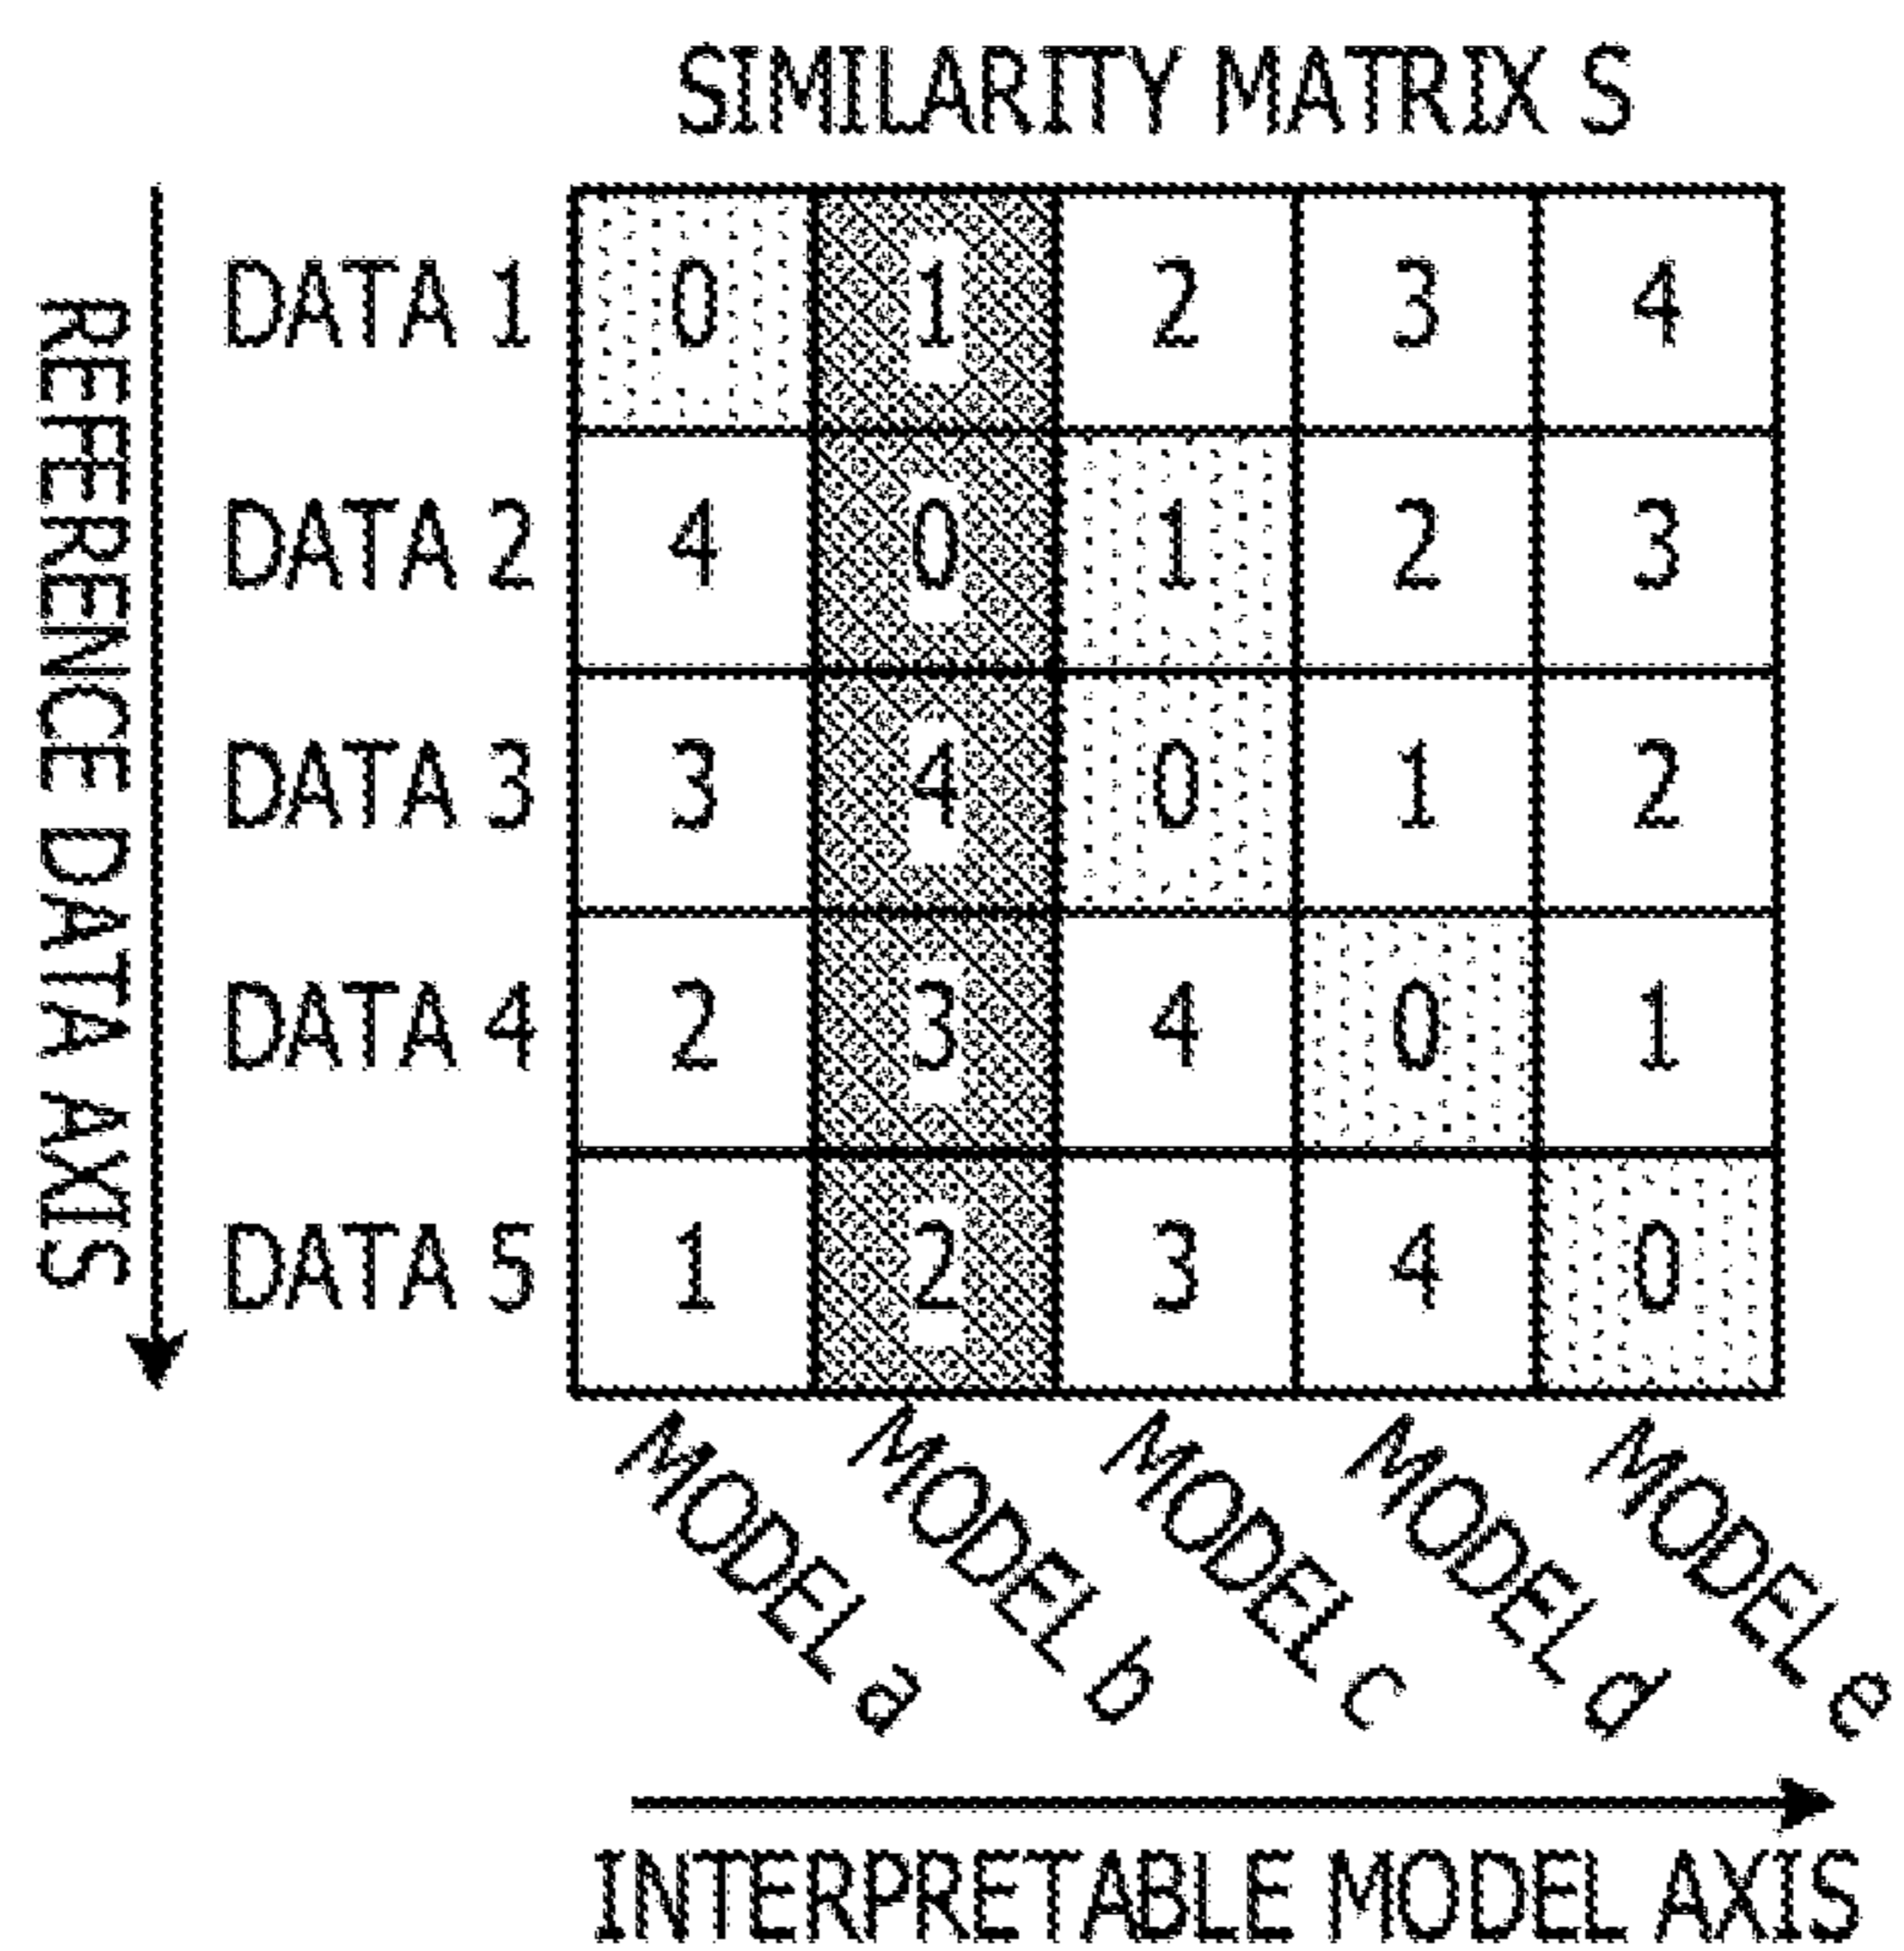 SIMILARITY MATRIX S
REFERENCE DATA AXIS
DATA 1 0 1 2 3 4
DATA 2 4 0 1 2 3
DATA 3 3 4 0 1 2
DATA 4 2 3 4 0 1
DATA 5 1 2 3 4 0
MODEL a
MODEL b
MODEL c
MODEL d
MODEL e
INTERPRETABLE MODEL AXIS